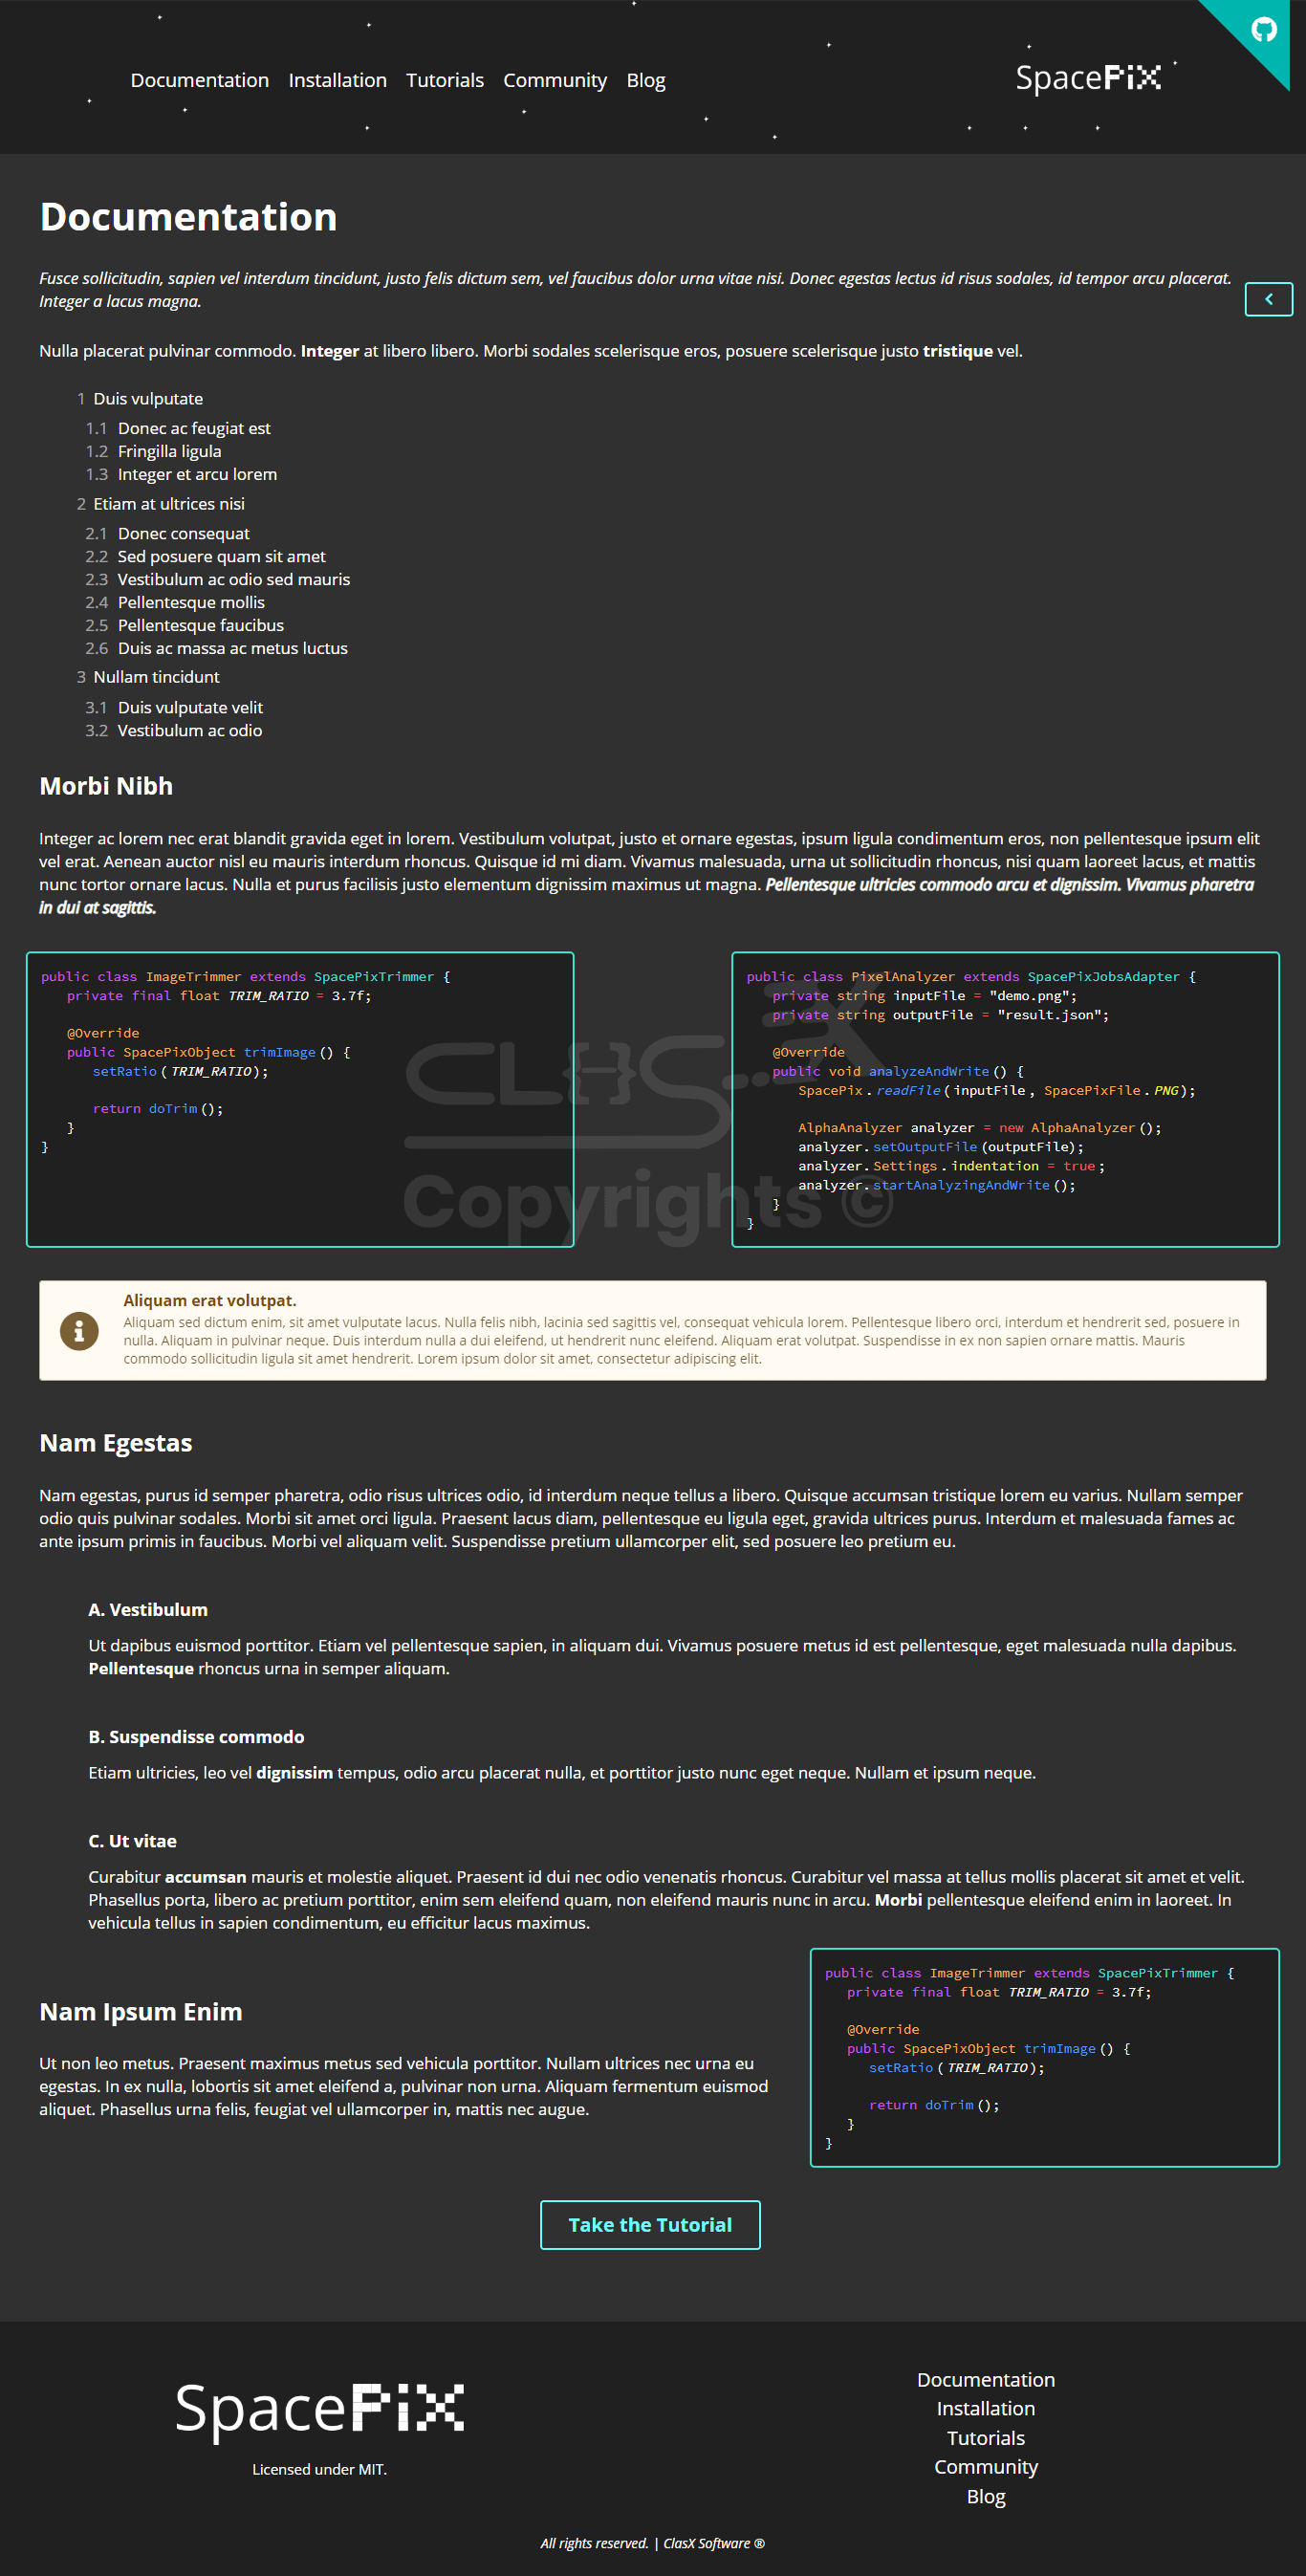 Documentation Installation Tutorials Community Blog
SpacePiX
Documentation
Fusce sollicitudin, sapien vel interdum tincidunt, justo felis dictum sem, vel faucibus dolor urna vitae nisi. Donec egestas lectus id risus sodales, id tempor arcu placerat.
Integer a lacus magna.
Nulla placerat pulvinar commodo. Integer at libero libero. Morbi sodales scelerisque eros, posuere scelerisque justo tristique vel.
1 Duis vulputate
1.1 Donec ac feugiat est
1.2 Fringilla ligula
1.3 Integer et arcu lorem
2 Etiam at ultrices nisi
2.1 Donec consequat
2.2 Sed posuere quam sit amet
2.3 Vestibulum ac odio sed mauris
2.4 Pellentesque mollis
2.5 Pellentesque faucibus
2.6 Duis ac massa ac metus luctus
3 Nullam tincidunt
3.1 Duis vulputate velit
3.2 Vestibulum ac odio
Morbi Nibh
Integer ac lorem nec erat blandit gravida eget in lorem. Vestibulum volutpat, justo et ornare egestas, ipsum ligula condimentum eros, non pellentesque ipsum elit
vel erat. Aenean auctor nisl eu mauris interdum rhoncus. Quisque id mi diam. Vivamus malesuada, urna ut sollicitudin rhoncus, nisi quam laoreet lacus, et mattis
nunc tortor ornare lacus. Nulla et purus facilisis justo elementum dignissim maximus ut magna. Pellentesque ultricies commodo arcu et dignissim. Vivamus pharetra
in dui at sagittis.
public class ImageTrimmer extends SpacePixTrimmer {
private final float TRIM_RATIO = 3.7f;
@Override
public SpacePixObject trimImage() {
setRatio(TRIM_RATIO);
return doTrim();
}
}
public class PixelAnalyzer extends SpacePixJobsAdapter {
private string inputFile = "demo.png";
private string outputFile = "result.json";
@Override
public void analyzeAndWrite() {
SpacePix.readFile(inputFile, SpacePixFile.PNG);
AlphaAnalyzer analyzer = new AlphaAnalyzer();
analyzer.setOutputFile(outputFile);
analyzer.Settings.indentation = true;
analyzer.startAnalyzingAndWrite();
}
}
CL{-}S...X
Copyrights ©
Aliquam erat volutpat.
Aliquam sed dictum enim, sit amet vulputate lacus. Nulla felis nibh, lacinia sed sagittis vel, consequat vehicula lorem. Pellentesque libero orci, interdum et hendrerit sed, posuere in
nulla. Aliquam in pulvinar neque. Duis interdum nulla a dui eleifend, ut hendrerit nunc eleifend. Aliquam erat volutpat. Suspendisse in ex non sapien ornare mattis. Mauris
commodo sollicitudin ligula sit amet hendrerit. Lorem ipsum dolor sit amet, consectetur adipiscing elit.
Nam Egestas
Nam egestas, purus id semper pharetra, odio risus ultrices odio, id interdum neque tellus a libero. Quisque accumsan tristique lorem eu varius. Nullam semper
odio quis pulvinar sodales. Morbi sit amet orci ligula. Praesent lacus diam, pellentesque eu ligula eget, gravida ultrices purus. Interdum et malesuada fames ac
ante ipsum primis in faucibus. Morbi vel aliquam velit. Suspendisse pretium ullamcorper elit, sed posuere leo pretium eu.
A. Vestibulum
Ut dapibus euismod porttitor. Etiam vel pellentesque sapien, in aliquam dui. Vivamus posuere metus id est pellentesque, eget malesuada nulla dapibus.
Pellentesque rhoncus urna in semper aliquam.
B. Suspendisse commodo
Etiam ultricies, leo vel dignissim tempus, odio arcu placerat nulla, et porttitor justo nunc eget neque. Nullam et ipsum neque.
C. Ut vitae
Curabitur accumsan mauris et molestie aliquet. Praesent id dui nec odio venenatis rhoncus. Curabitur vel massa at tellus mollis placerat sit amet et velit.
Phasellus porta, libero ac pretium porttitor, enim sem eleifend quam, non eleifend mauris nunc in arcu. Morbi pellentesque eleifend enim in laoreet. In
vehicula tellus in sapien condimentum, eu efficitur lacus maximus.
Nam Ipsum Enim
Ut non leo metus. Praesent maximus metus sed vehicula porttitor. Nullam ultrices nec urna eu
egestas. In ex nulla, lobortis sit amet eleifend a, pulvinar non urna. Aliquam fermentum euismod
aliquet. Phasellus urna felis, feugiat vel ullamcorper in, mattis nec augue.
public class ImageTrimmer extends SpacePixTrimmer {
private final float TRIM_RATIO = 3.7f;
@Override
public SpacePixObject trimImage() {
setRatio(TRIM_RATIO);
return doTrim();
}
}
Take the Tutorial
SpacePiX
Licensed under MIT.
Documentation
Installation
Tutorials
Community
Blog
All rights reserved. | ClasX Software ®